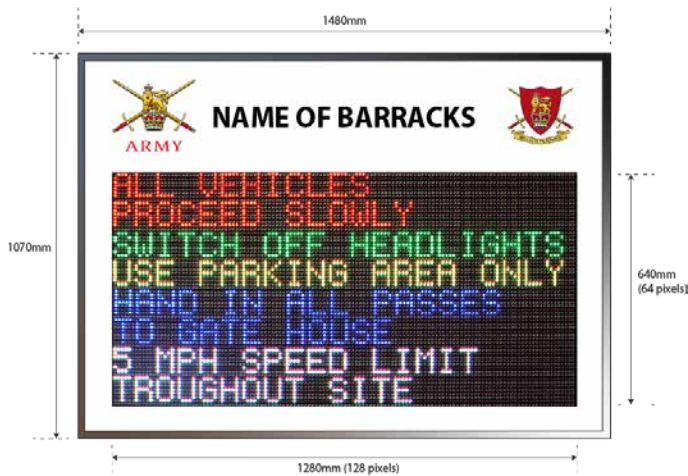 1480mm
NAME OF BARRACKS
ARMY
ALL VEHICLES
PROCEED SLOWLY
SWITCH OFF HEADLIGHTS
USE PARKING AREA ONLY
HAND IN ALL PASSES
TO GATE HOUSE
5 MPH SPEED LIMIT
TROUGHOUT SITE
1070mm
640mm
(64 pixels)
1280mm (128 pixels)